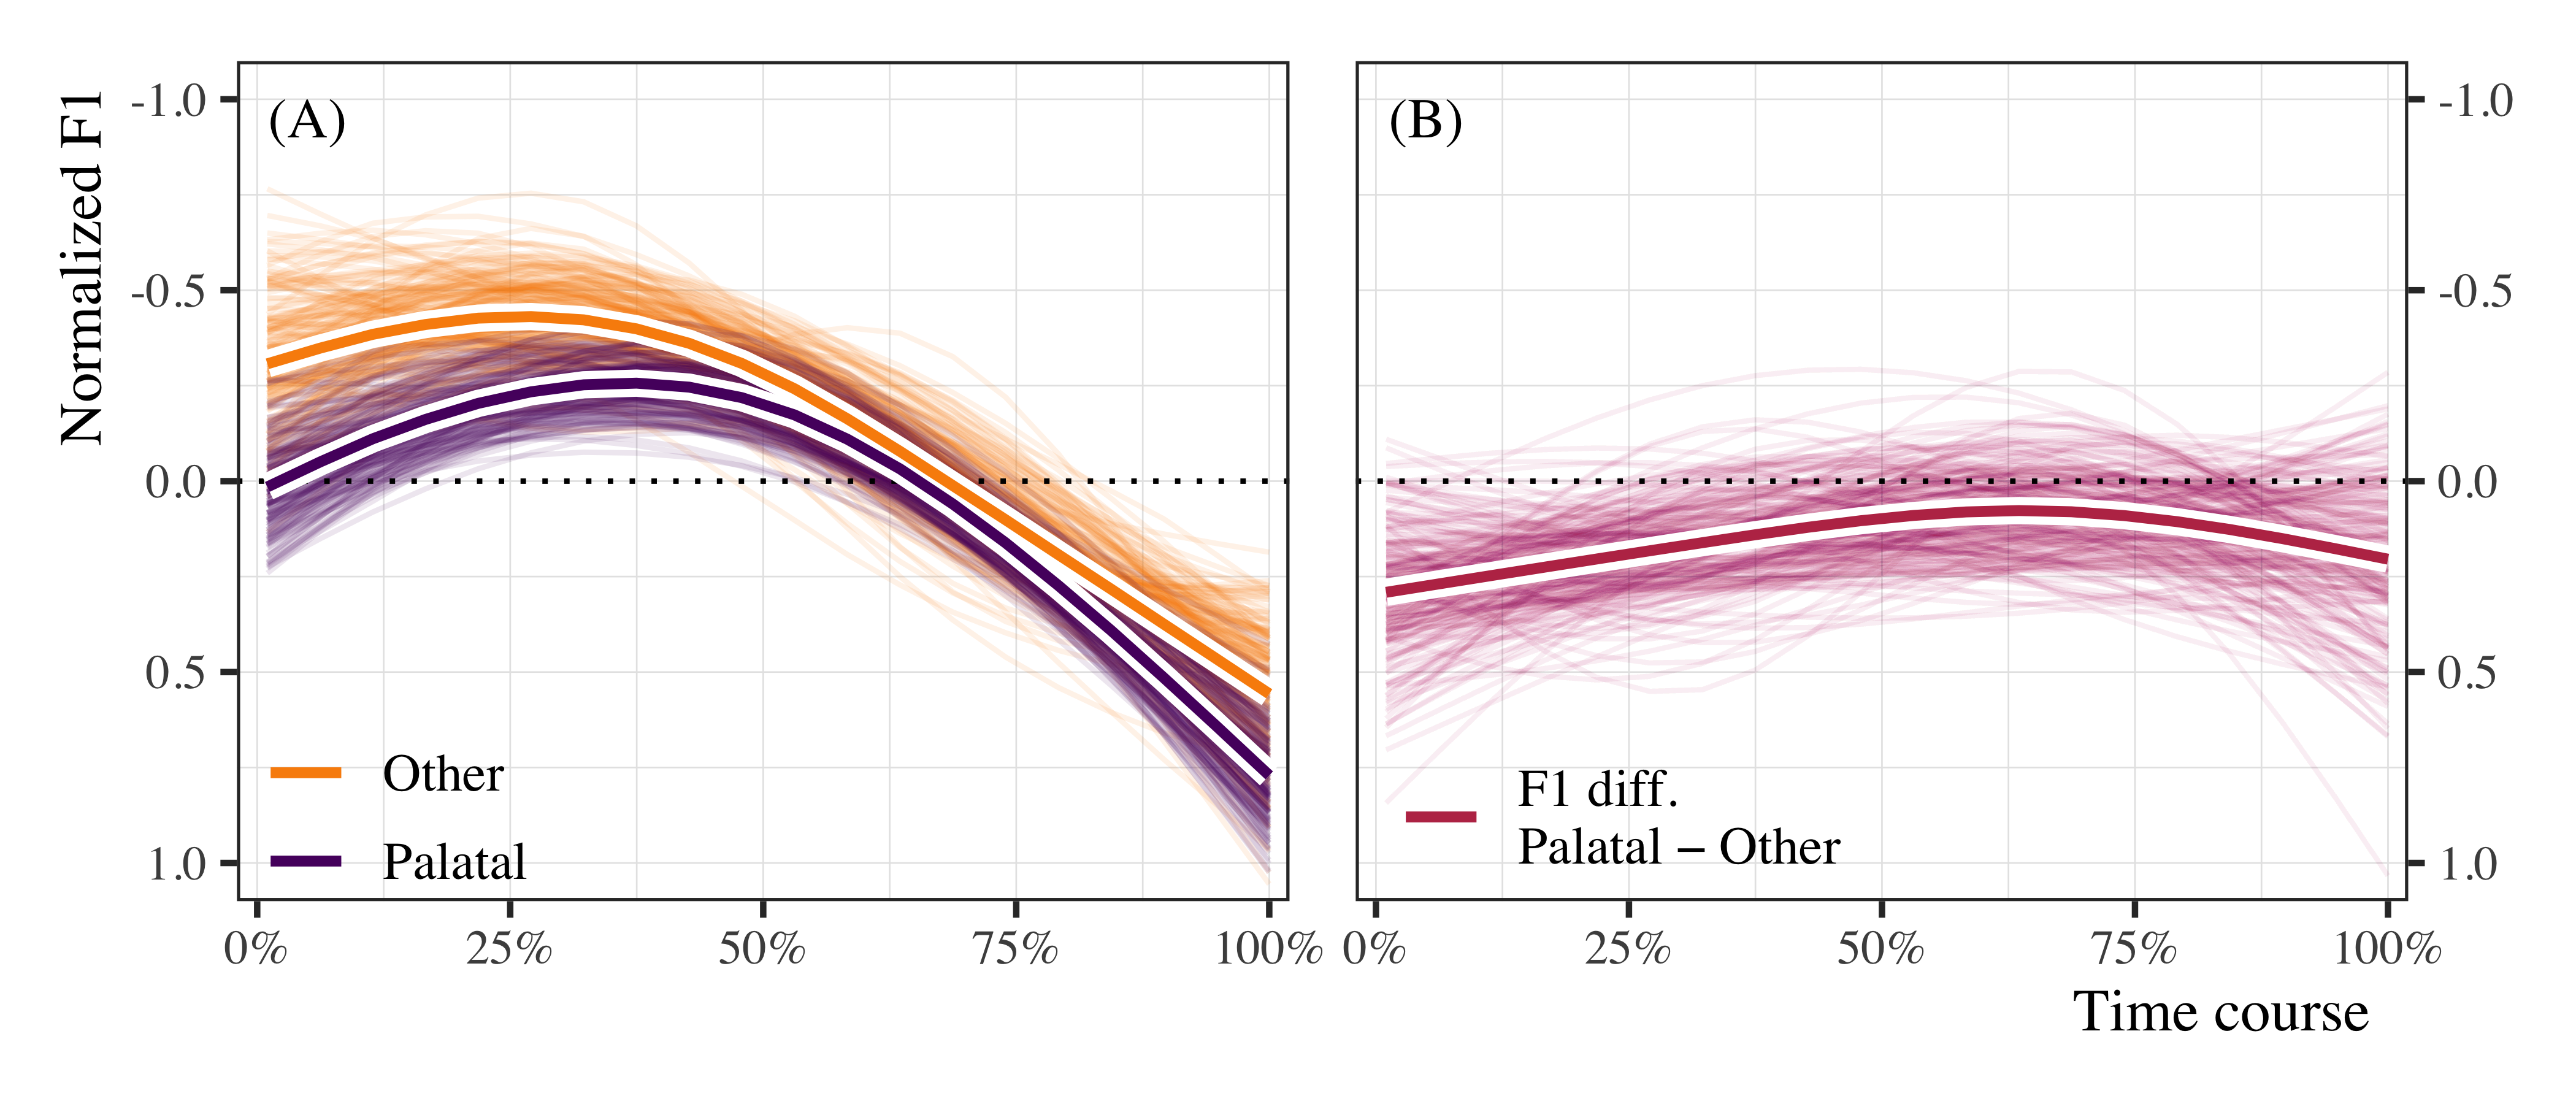 Normalized F1
-1.0
-0.5
0.0
0.5
1.0
(A)
Other
Palatal
0% 25% 50% 75% 100%
(B)
F1 diff.
Palatal − Other
-1.0
-0.5
0.0
0.5
1.0
0% 25% 50% 75% 100%
Time course